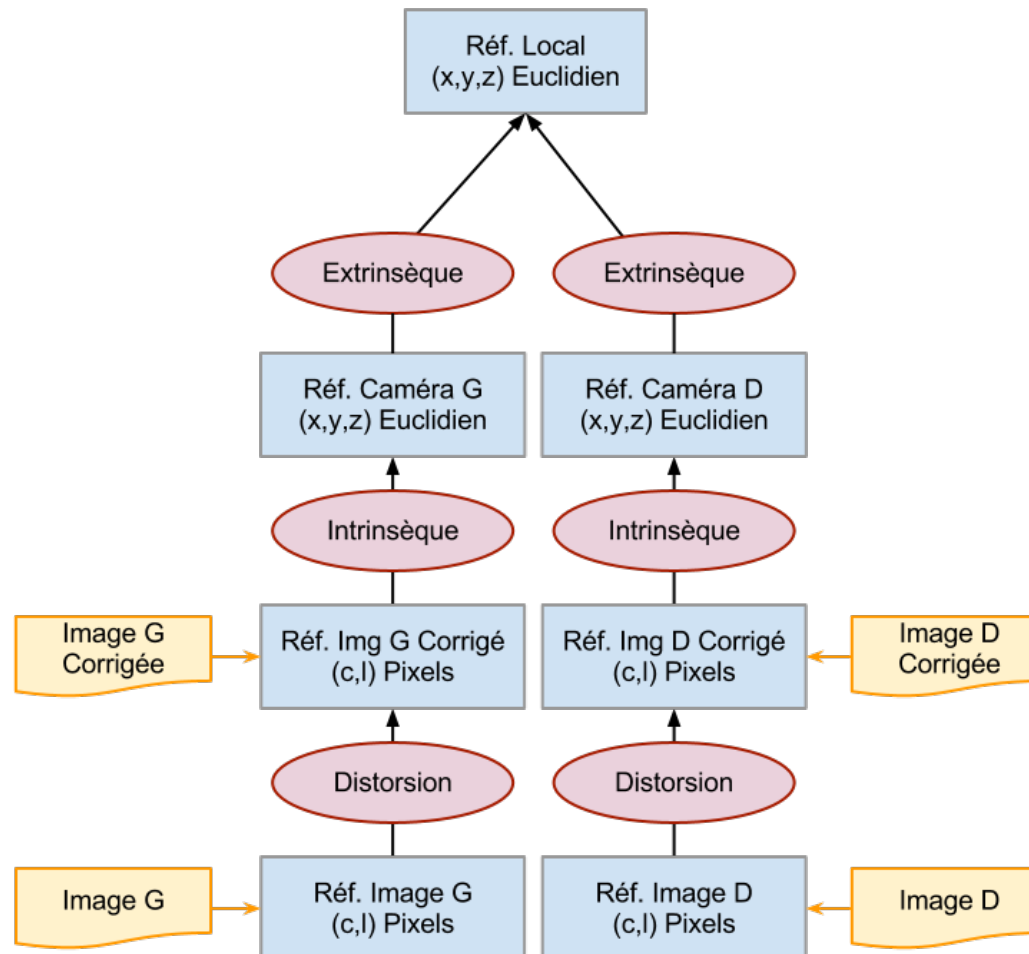 Réf. Local
(x,y,z) Euclidien
Extrinsèque
Extrinsèque
Réf. Caméra G
(x,y,z) Euclidien
Réf. Caméra D
(x,y,z) Euclidien
Intrinsèque
Intrinsèque
Image G
Corrigée
Réf. Img G Corrigé
(c,l) Pixels
Réf. Img D Corrigé
(c,l) Pixels
Image D
Corrigée
Distorsion
Distorsion
Image G
Réf. Image G
(c,l) Pixels
Réf. Image D
(c,l) Pixels
Image D